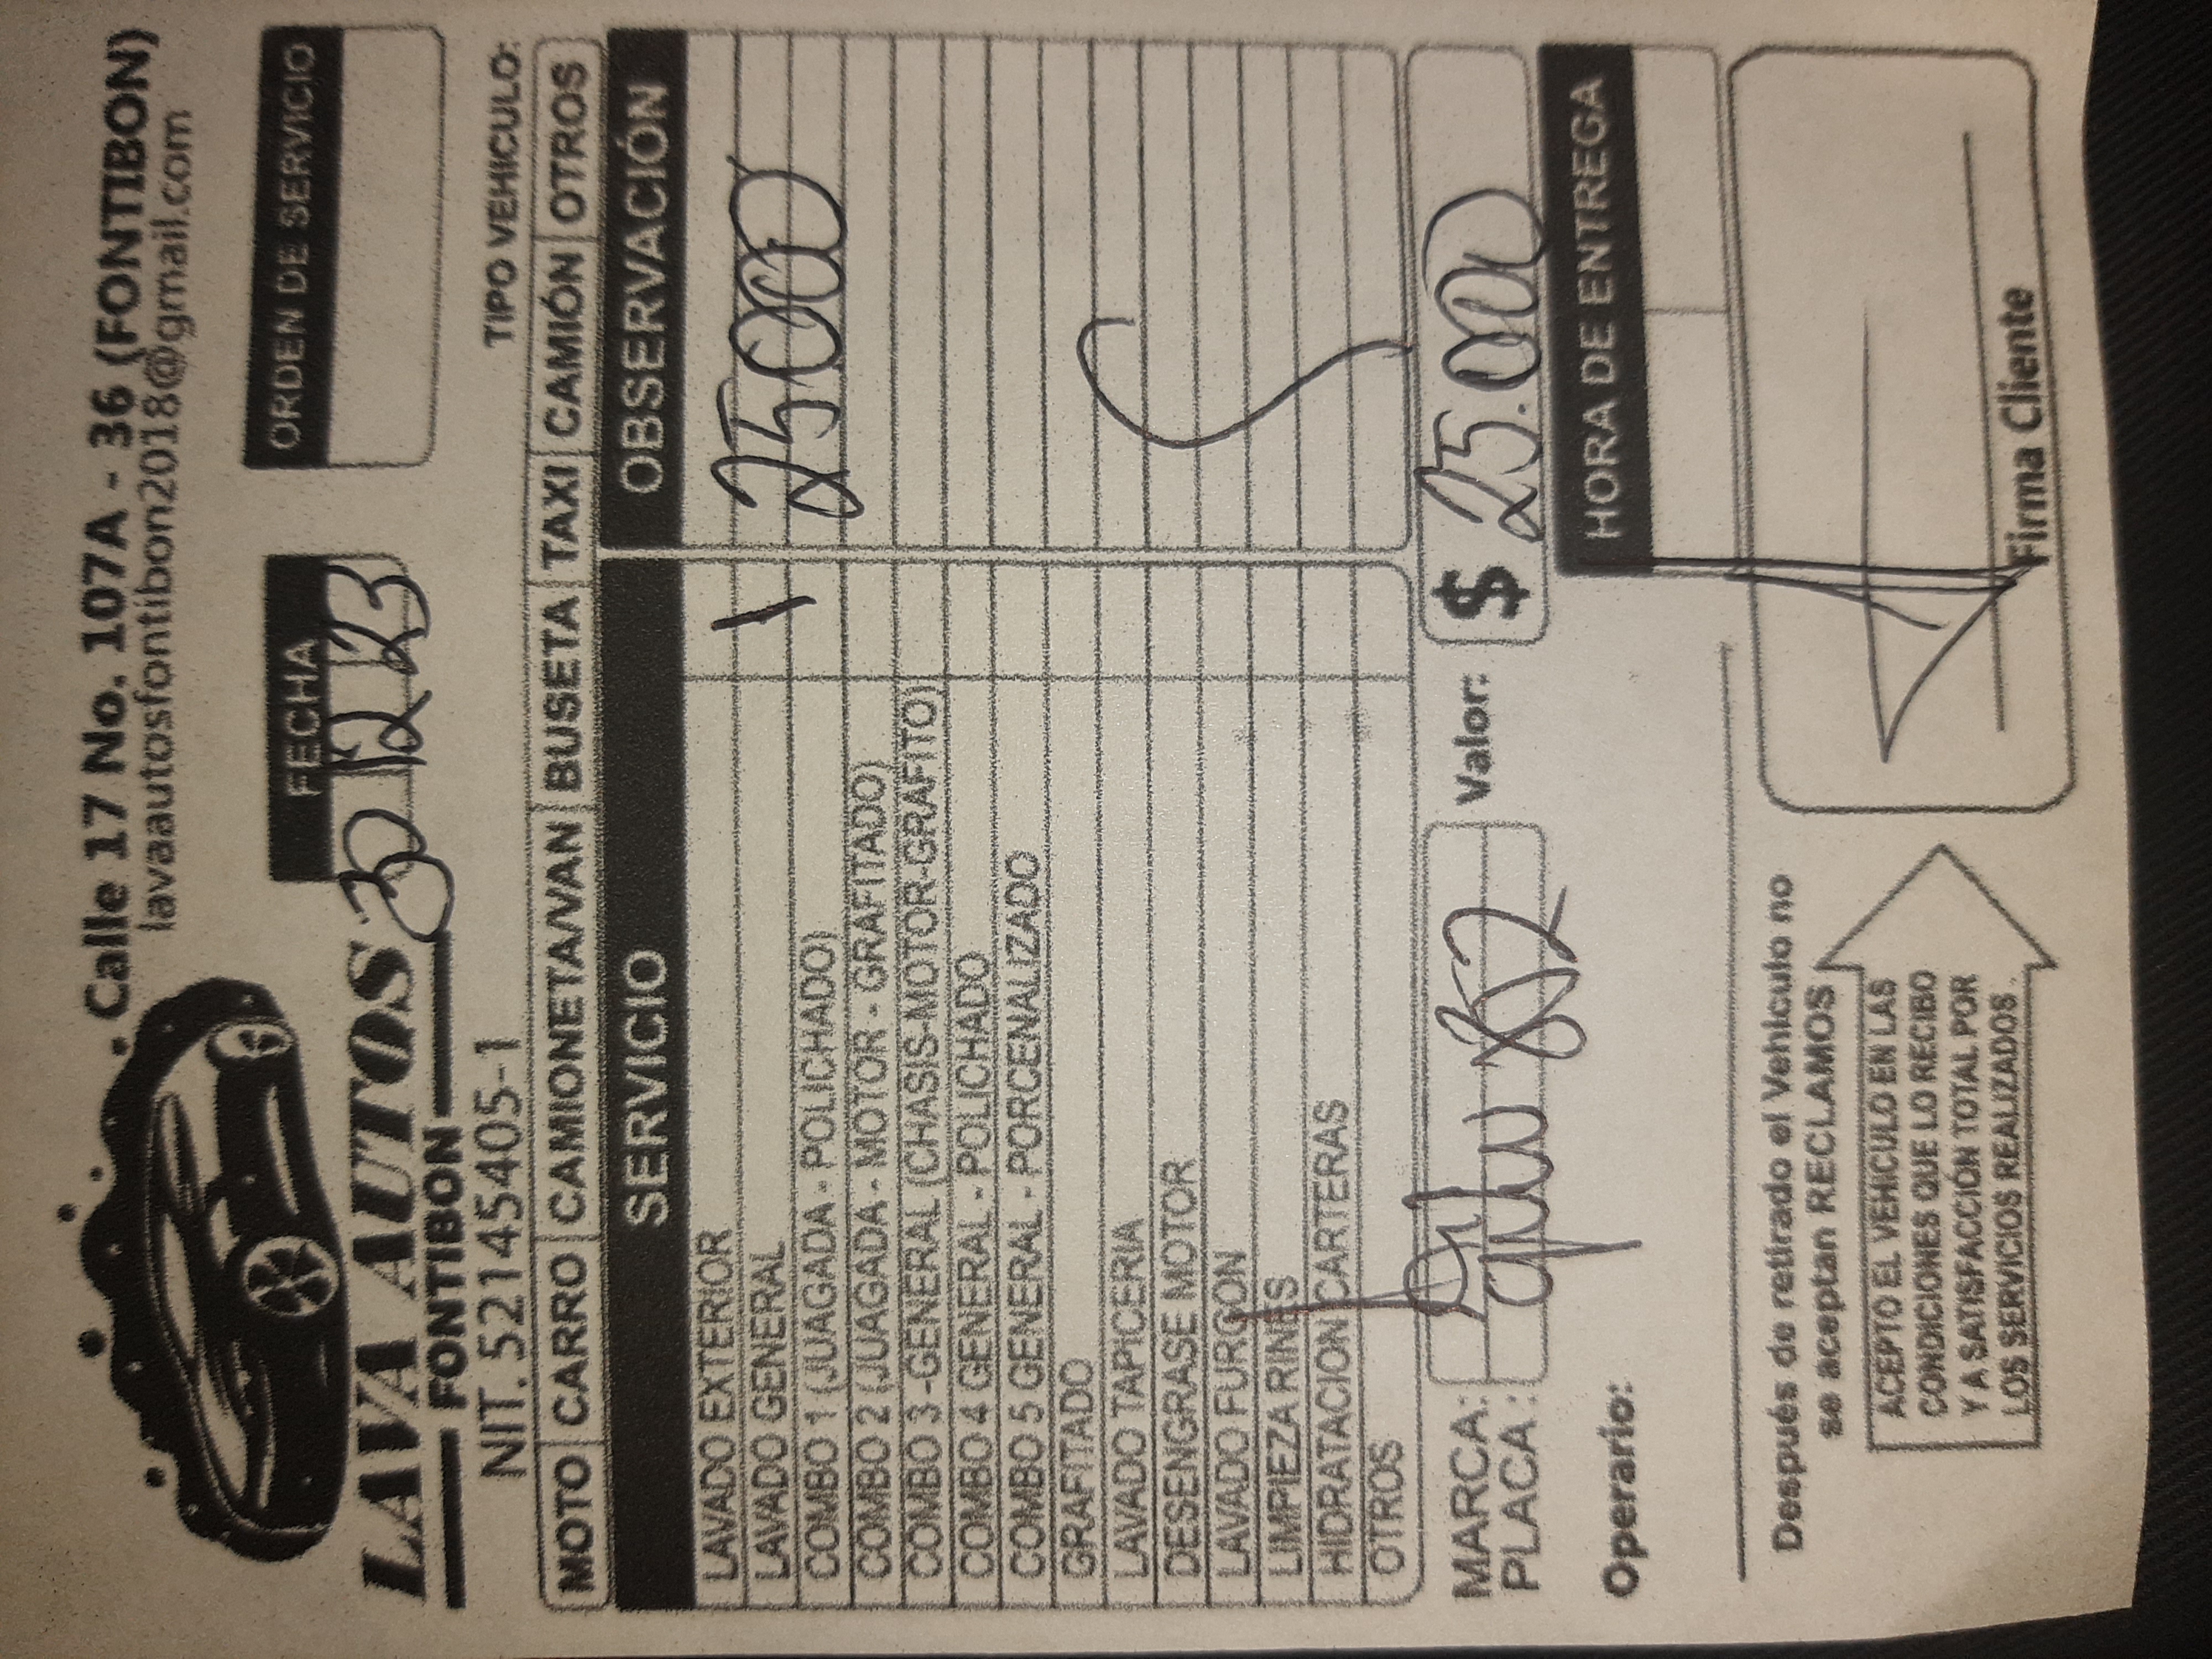 Calle 17 No. 107A - 36 (FONTIBON)
lavaautosfontibon2018@gmail.com
LAVA AUTOS
FONTIBON
NIT. 52145405-1
FECHA
30 12 23
ORDEN DE SERVICIO
TIPO VEHICULO:
MOTO CARRO CAMIONETA/VAN BUSETA TAXI CAMIÓN OTROS
SERVICIO OBSERVACIÓN
LAVADO EXTERIOR
LAVADO GENERAL 25000
COMBO 1 (JUAGADA - POLICHADO)
COMBO 2 (JUAGADA - MOTOR - GRAFITADO)
COMBO 3 -GENERAL (CHASIS-MOTOR-GRAFITO)
COMBO 4 GENERAL - POLICHADO
COMBO 5 GENERAL - PORCENALIZADO
GRAFITADO
LAVADO TAPICERIA
DESENGRASE MOTOR
LAVADO FURGON
LIMPIEZA RINES
HIDRATACION CARTERAS
OTROS
MARCA:
PLACA:
Valor: $ 25.000
Operario:
HORA DE ENTREGA
Después de retirado el Vehículo no
se aceptan RECLAMOS
ACEPTO EL VEHICULO EN LAS
CONDICIONES QUE LO RECIBO
Y A SATISFACCIÓN TOTAL POR
LOS SERVICIOS REALIZADOS.
Firma Cliente